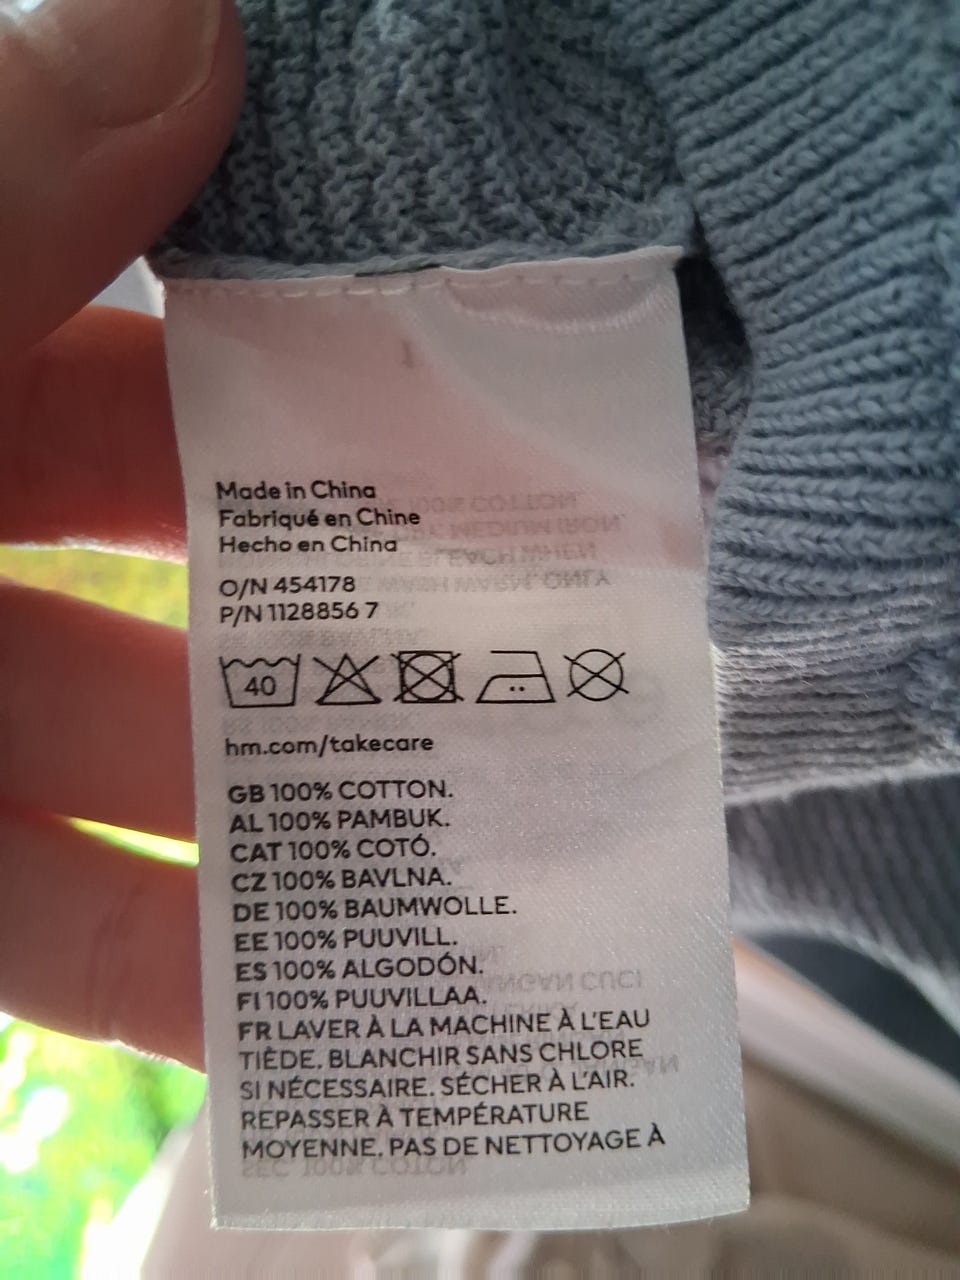 Made in China
Fabriqué en Chine
Hecho en China
O/N 454178
P/N 1128856 7
40
hm.com/takecare
GB 100% COTTON.
AL 100% PAMBUK.
CAT 100% COTÓ.
CZ 100% BAVLNA.
DE 100% BAUMWOLLE.
EE 100% PUUVILL.
ES 100% ALGODÓN.
FI 100% PUUVILLAA.
FR LAVER À LA MACHINE À L'EAU
TIÈDE. BLANCHIR SANS CHLORE
SI NÉCESSAIRE. SÉCHER À L'AIR.
REPASSER À TEMPÉRATURE
MOYENNE. PAS DE NETTOYAGE À